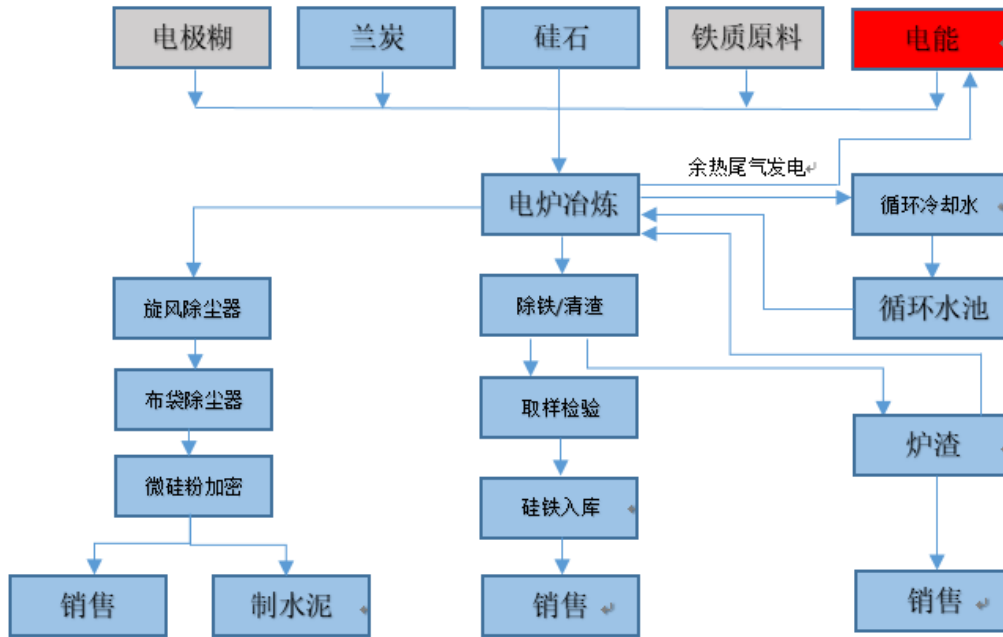 电极糊
兰炭
硅石
铁质原料
电能
余热尾气发电
电炉冶炼
循环冷却水
旋风除尘器
除铁/清渣
循环水池
布袋除尘器
取样检验
炉渣
微硅粉加密
硅铁入库
销售
制水泥
销售
销售